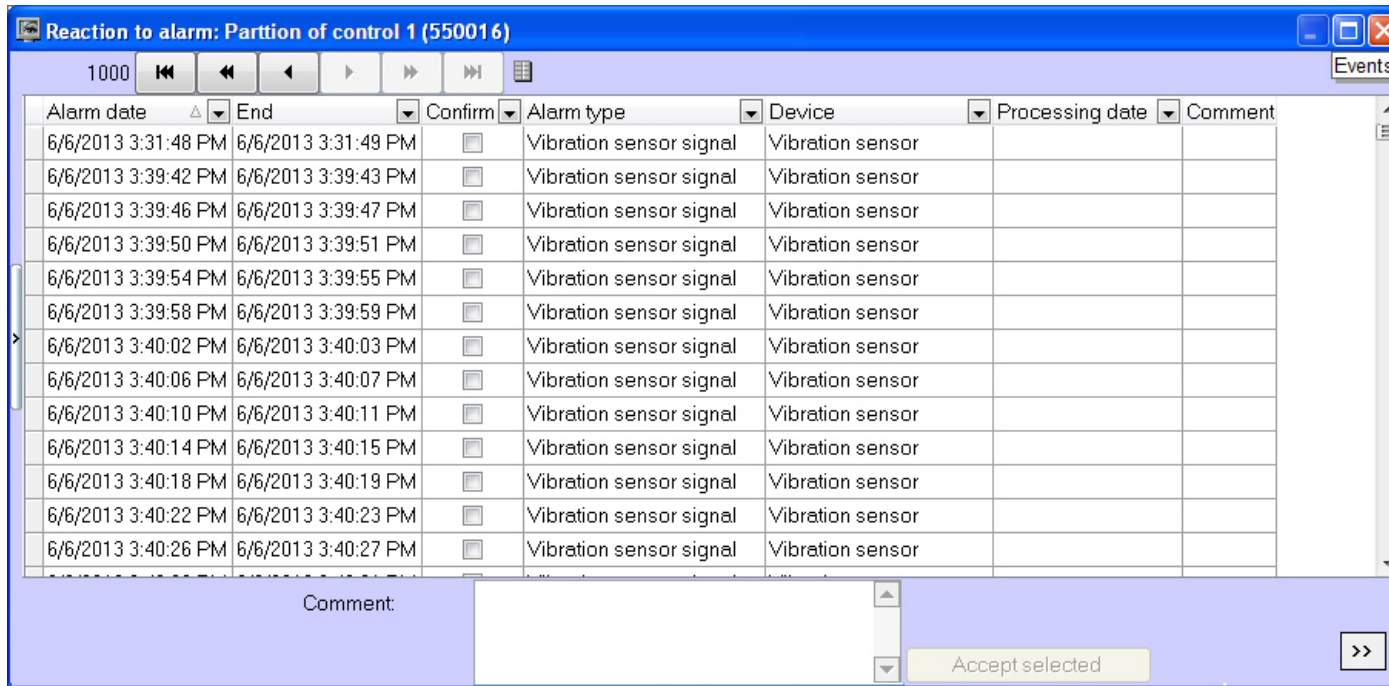 Reaction to alarm: Parttion of control 1 (550016)
1000
Events
Alarm date End Confirm Alarm type Device Processing date Comment
6/6/2013 3:31:48 PM 6/6/2013 3:31:49 PM Vibration sensor signal Vibration sensor
6/6/2013 3:39:42 PM 6/6/2013 3:39:43 PM Vibration sensor signal Vibration sensor
6/6/2013 3:39:46 PM 6/6/2013 3:39:47 PM Vibration sensor signal Vibration sensor
6/6/2013 3:39:50 PM 6/6/2013 3:39:51 PM Vibration sensor signal Vibration sensor
6/6/2013 3:39:54 PM 6/6/2013 3:39:55 PM Vibration sensor signal Vibration sensor
6/6/2013 3:39:58 PM 6/6/2013 3:39:59 PM Vibration sensor signal Vibration sensor
6/6/2013 3:40:02 PM 6/6/2013 3:40:03 PM Vibration sensor signal Vibration sensor
6/6/2013 3:40:06 PM 6/6/2013 3:40:07 PM Vibration sensor signal Vibration sensor
6/6/2013 3:40:10 PM 6/6/2013 3:40:11 PM Vibration sensor signal Vibration sensor
6/6/2013 3:40:14 PM 6/6/2013 3:40:15 PM Vibration sensor signal Vibration sensor
6/6/2013 3:40:18 PM 6/6/2013 3:40:19 PM Vibration sensor signal Vibration sensor
6/6/2013 3:40:22 PM 6/6/2013 3:40:23 PM Vibration sensor signal Vibration sensor
6/6/2013 3:40:26 PM 6/6/2013 3:40:27 PM Vibration sensor signal Vibration sensor
Comment:
Accept selected
>>